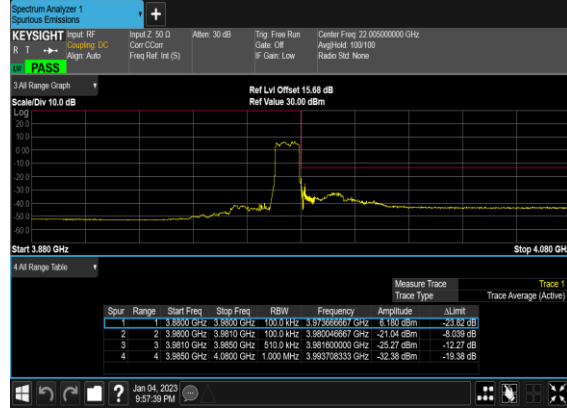 Spectrum Analyzer 1
Spurious Emissions
KEYSIGHT Input: RF Input Z: 50 Ω Atten: 30 dB Trig: Free Run Center Freq: 22.005000000 GHz
R T Coupling: DC Corr CCorr Gate: Off Avg|Hold: 100/100
Align: Auto Freq Ref: Int (S) IF Gain: Low Radio Std: None
LW PASS
3 All Range Graph
Ref Lvl Offset 15.68 dB
Scale/Div 10.0 dB Ref Value 30.00 dBm
Log
20.0
10.0
0.00
-10.0
-20.0
-30.0
-40.0
-50.0
-60.0
Start 3.880 GHz Stop 4.080 GHz
4 All Range Table
Measure Trace Trace 1
Trace Type Trace Average (Active)
Spur Range Start Freq Stop Freq RBW Frequency Amplitude ΔLimit
1 1 3.8800 GHz 3.9800 GHz 100.0 kHz 3.973666667 GHz 6.180 dBm -23.82 dB
2 2 3.9800 GHz 3.9810 GHz 100.0 kHz 3.980046667 GHz -21.04 dBm -8.039 dB
3 3 3.9810 GHz 3.9850 GHz 510.0 kHz 3.981600000 GHz -25.27 dBm -12.27 dB
4 4 3.9850 GHz 4.0800 GHz 1.000 MHz 3.993708333 GHz -32.38 dBm -19.38 dB
Jan 04, 2023
9:57:39 PM